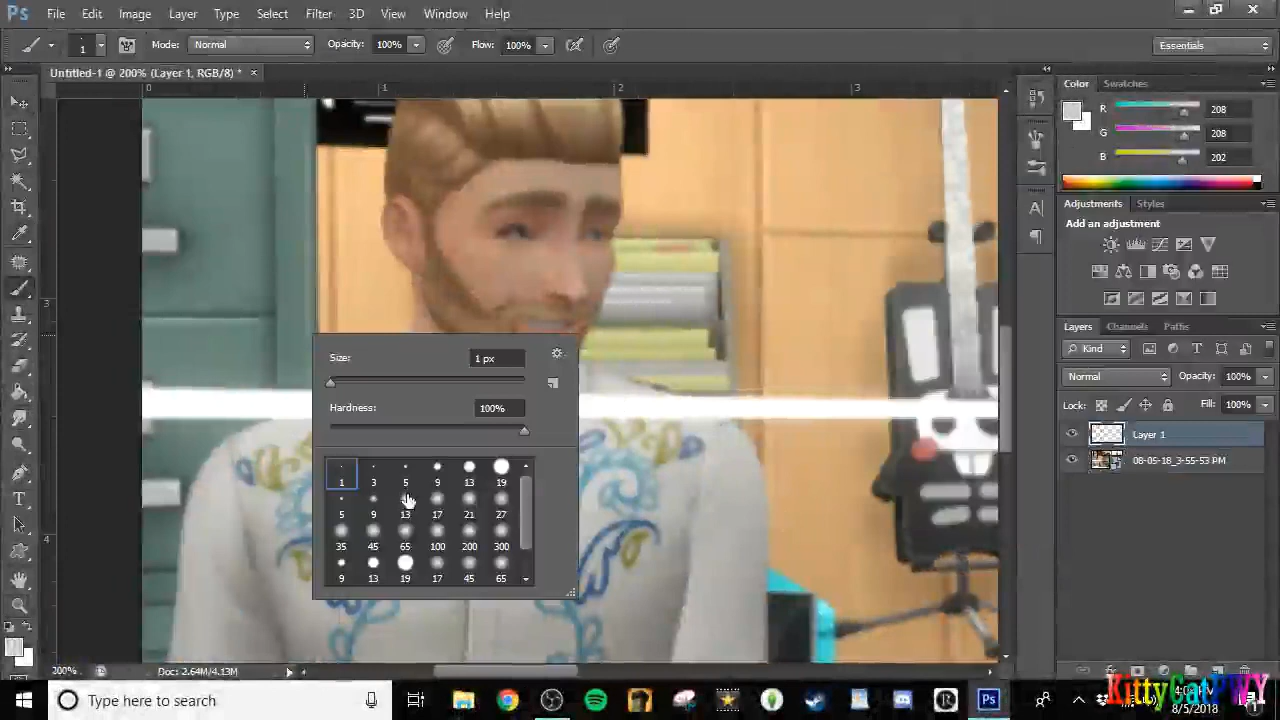 Ps File Edit Image Layer Type Select Filter 3D View Window Help
1 Mode: Normal Opacity: 100% Flow: 100% Essentials
Untitled-1 @ 200% (Layer 1, RGB/8) * ×
0 1 2 3
3
4
Color Swatches
R 208
G 208
B 202
Adjustments Styles
Add an adjustment
Layers Channels Paths
Kind
Normal Opacity: 100%
Lock: Fill: 100%
Layer 1
08-05-18_3-55-53 PM
Size: 1 px
Hardness: 100%
1 3 5 9 13 19
5 9 13 17 21 27
35 45 65 100 200 300
9 13 19 17 45 65
200% Doc: 2.64M/4.13M
Type here to search
KittyCatPWY
8/5/2018